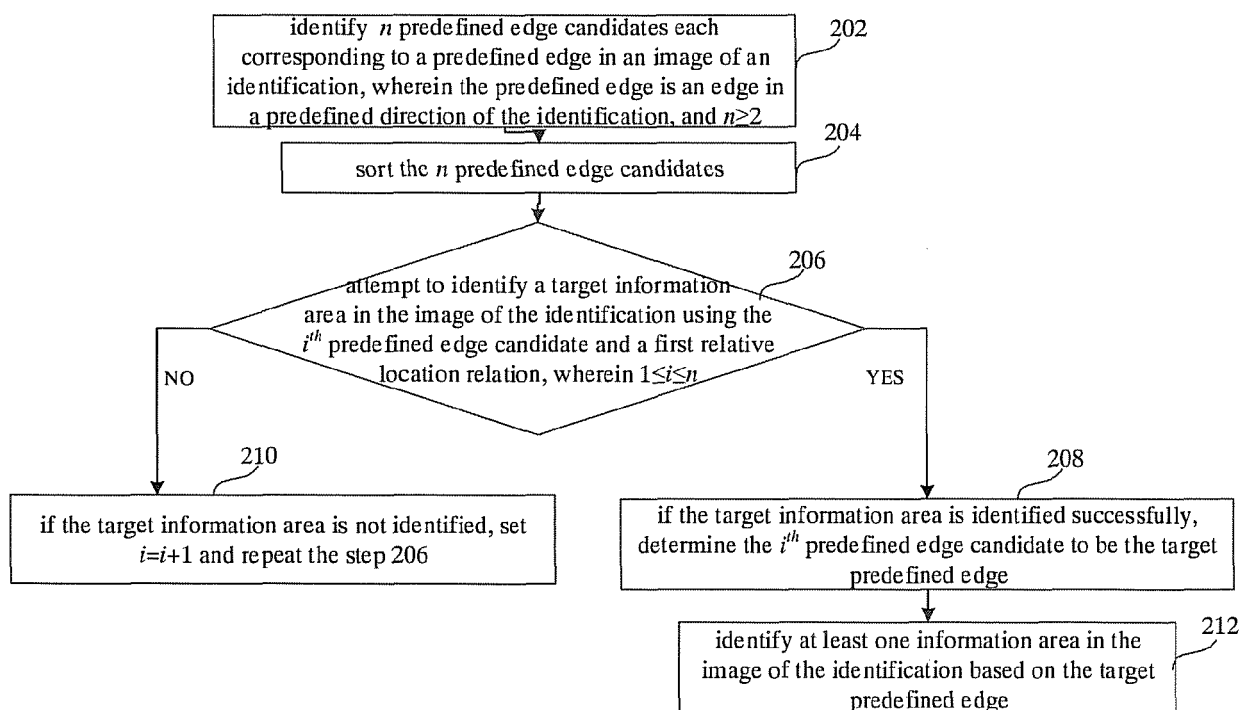 identify n predefined edge candidates each
corresponding to a predefined edge in an image of an
identification, wherein the predefined edge is an edge in
a predefined direction of the identification, and n≥2
202
sort the n predefined edge candidates
204
attempt to identify a target information
area in the image of the identification using the
i^th predefined edge candidate and a first relative
location relation, wherein 1≤i≤n
206
NO
YES
210
if the target information area is not identified, set
i=i+1 and repeat the step 206
208
if the target information area is identified successfully,
determine the i^th predefined edge candidate to be the target
predefined edge
212
identify at least one information area in the
image of the identification based on the target
predefined edge